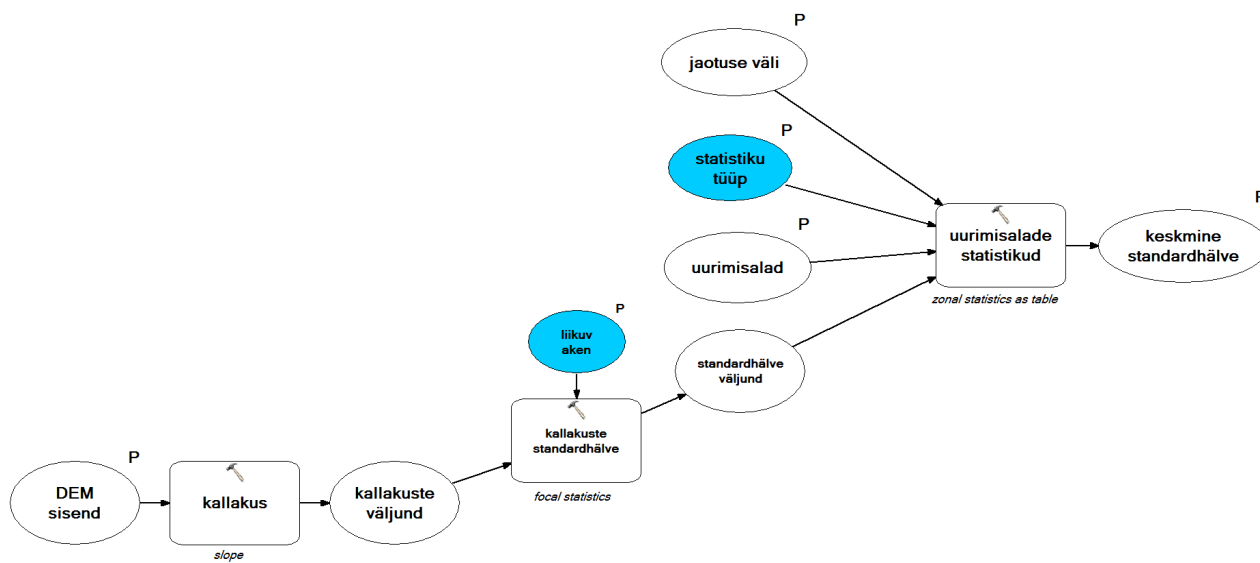 P
jaotuse väli
P
statistiku
tüüp
P
uurimisalad
uurimisalade
statistikud
zonal statistics as table
P
keskmine
standardhälve
P
liikuv
aken
standardhälve
väljund
kallakuste
standardhälve
focal statistics
P
DEM
sisend
kallakus
slope
kallakuste
väljund